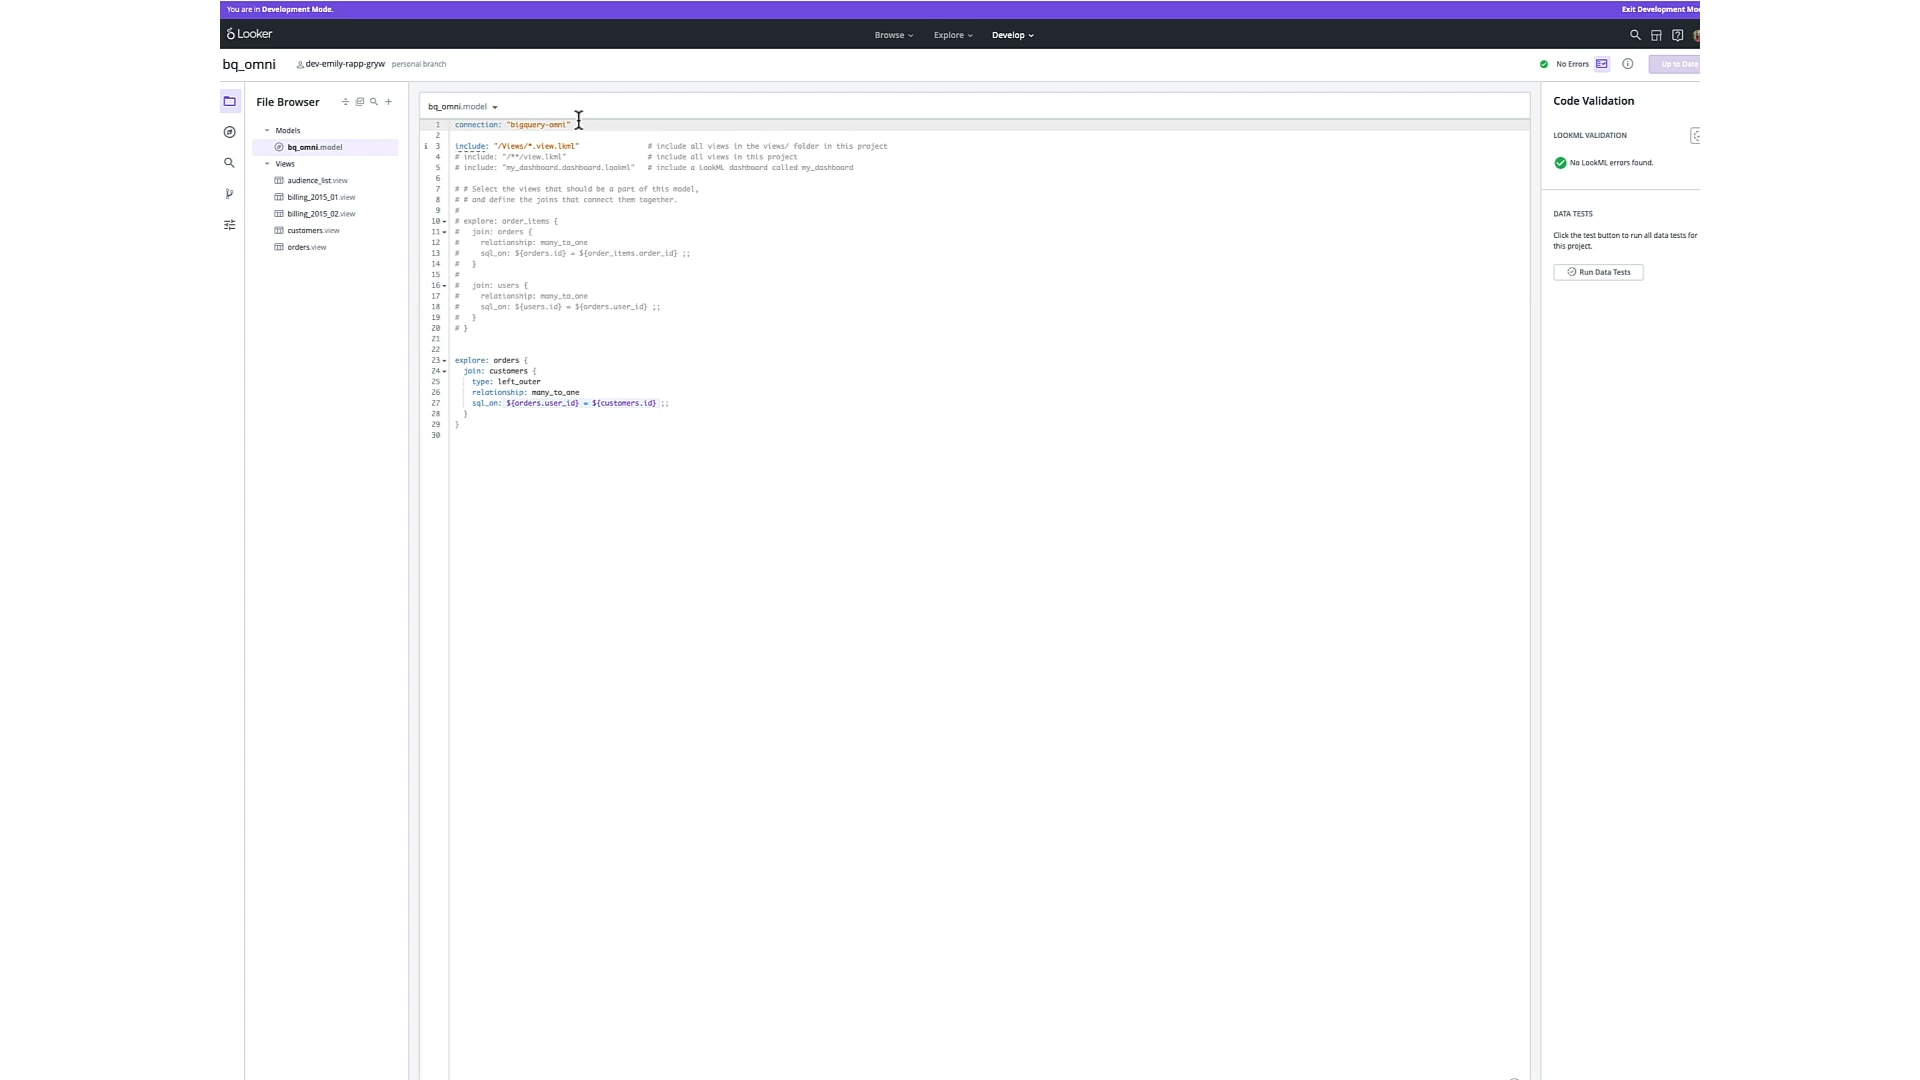 You are in Development Mode.
Exit Development Mo
Looker
Browse
Explore
Develop
bq_omni
dev-emily-rapp-gryw personal branch
No Errors
Up to Date
File Browser
Models
bq_omni.model
Views
audience_list.view
billing_2015_01.view
billing_2015_02.view
customers.view
orders.view
bq_omni.model
1 connection: "bigquery-omni"
2
3 include: "/Views/*.view.lkml" # include all views in the views/ folder in this project
4 # include: "/**/view.lkml" # include all views in this project
5 # include: "my_dashboard.dashboard.lookml" # include a LookML dashboard called my_dashboard
6
7 # # Select the views that should be a part of this model,
8 # # and define the joins that connect them together.
9 #
10 # explore: order_items {
11 #   join: orders {
12 #     relationship: many_to_one
13 #     sql_on: ${orders.id} = ${order_items.order_id} ;;
14 #   }
15 #
16 #   join: users {
17 #     relationship: many_to_one
18 #     sql_on: ${users.id} = ${orders.user_id} ;;
19 #   }
20 # }
21
22
23 explore: orders {
24   join: customers {
25     type: left_outer
26     relationship: many_to_one
27     sql_on: ${orders.user_id} = ${customers.id} ;;
28   }
29 }
30
Code Validation
LOOKML VALIDATION
No LookML errors found.
DATA TESTS
Click the test button to run all data tests for
this project.
Run Data Tests